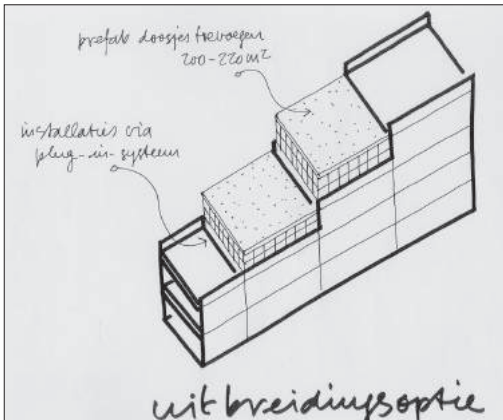 prefab doosjes toevoegen
200-220 m²
installaties via
plug-in-systeem
uitbreidingsoptie